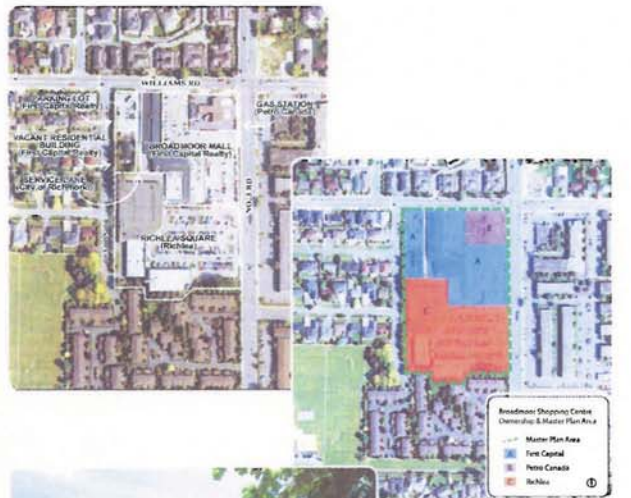 WILLIAMS RD
PARKING LOT
(First Capital Realty)
GAS STATION
(Petro Canada)
VACANT RESIDENTIAL
BUILDING
(First Capital Realty)
BROADMOOR MALL
(First Capital Realty)
SERVICE LANE
(City of Richmond)
NO. 3 RD
RICHLEA SQUARE
(Richlea)
A
B
A
C
Broadmoor Shopping Centre
Ownership & Master Plan Area
Master Plan Area
A First Capital
B Petro Canada
C Richlea